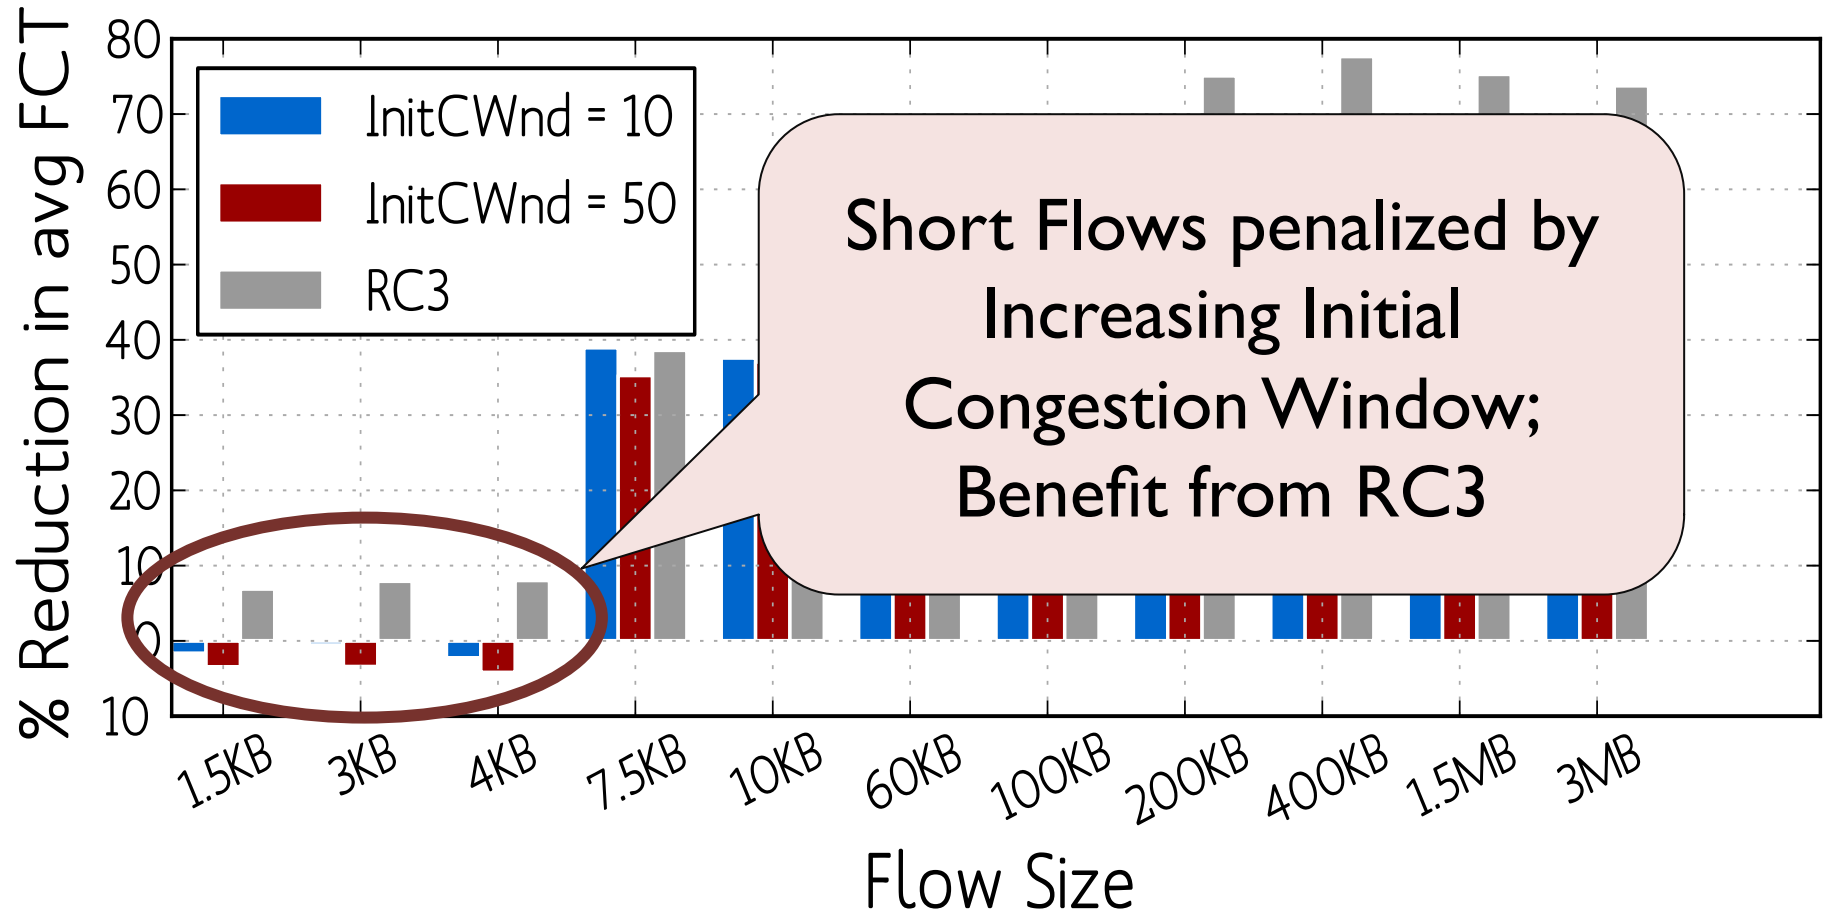 % Reduction in avg FCT
80
70
60
50
40
30
20
10
0
10
InitCWnd = 10
InitCWnd = 50
RC3
Short Flows penalized by
Increasing Initial
Congestion Window;
Benefit from RC3
1.5KB
3KB
4KB
7.5KB
10KB
60KB
100KB
200KB
400KB
1.5MB
3MB
Flow Size